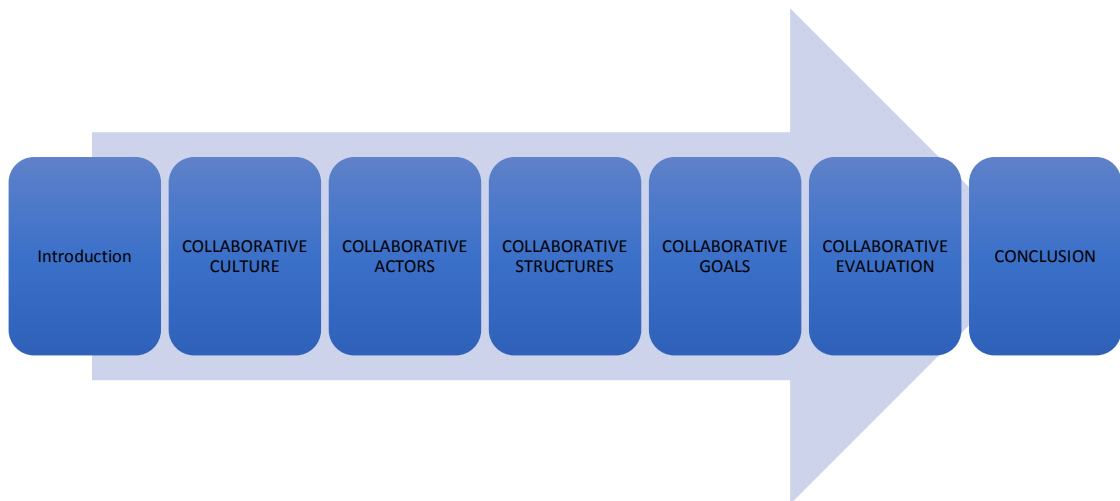 Introduction
COLLABORATIVE
CULTURE
COLLABORATIVE
ACTORS
COLLABORATIVE
STRUCTURES
COLLABORATIVE
GOALS
COLLABORATIVE
EVALUATION
CONCLUSION